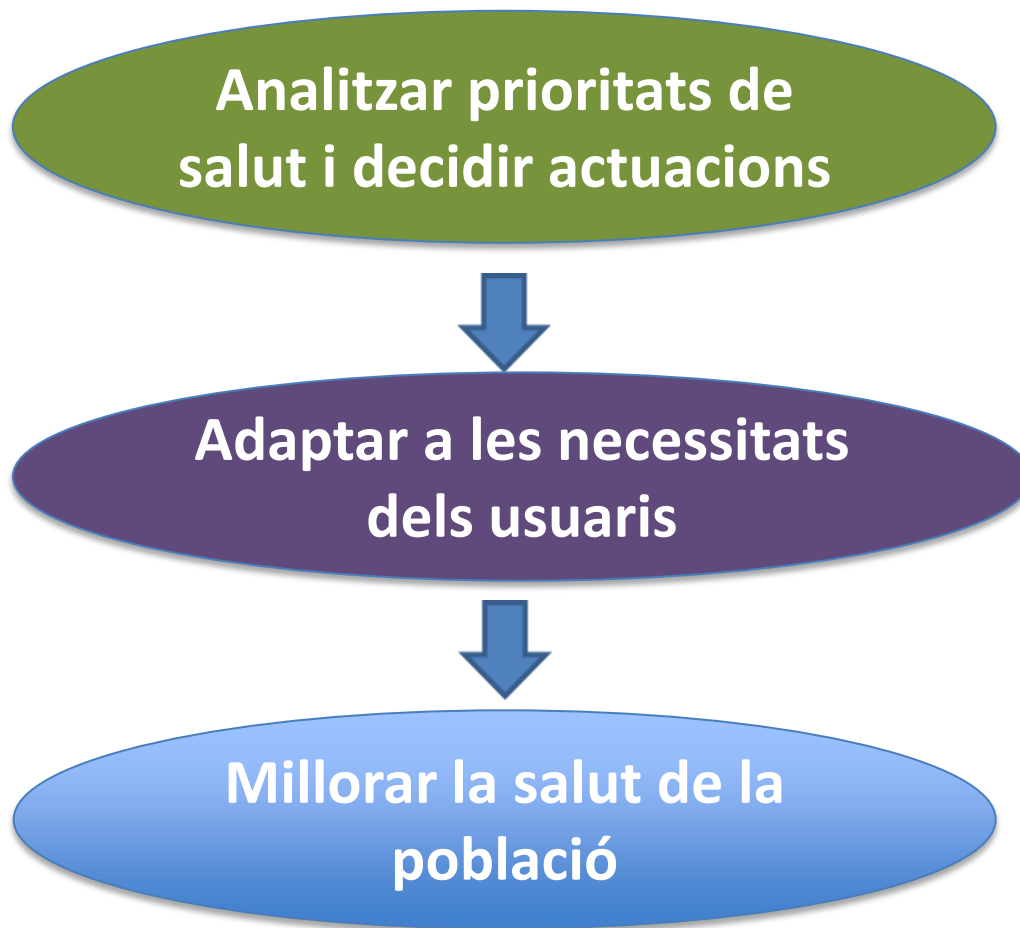 Analitzar prioritats de
salut i decidir actuacions
Adaptar a les necessitats
dels usuaris
Millorar la salut de la
població